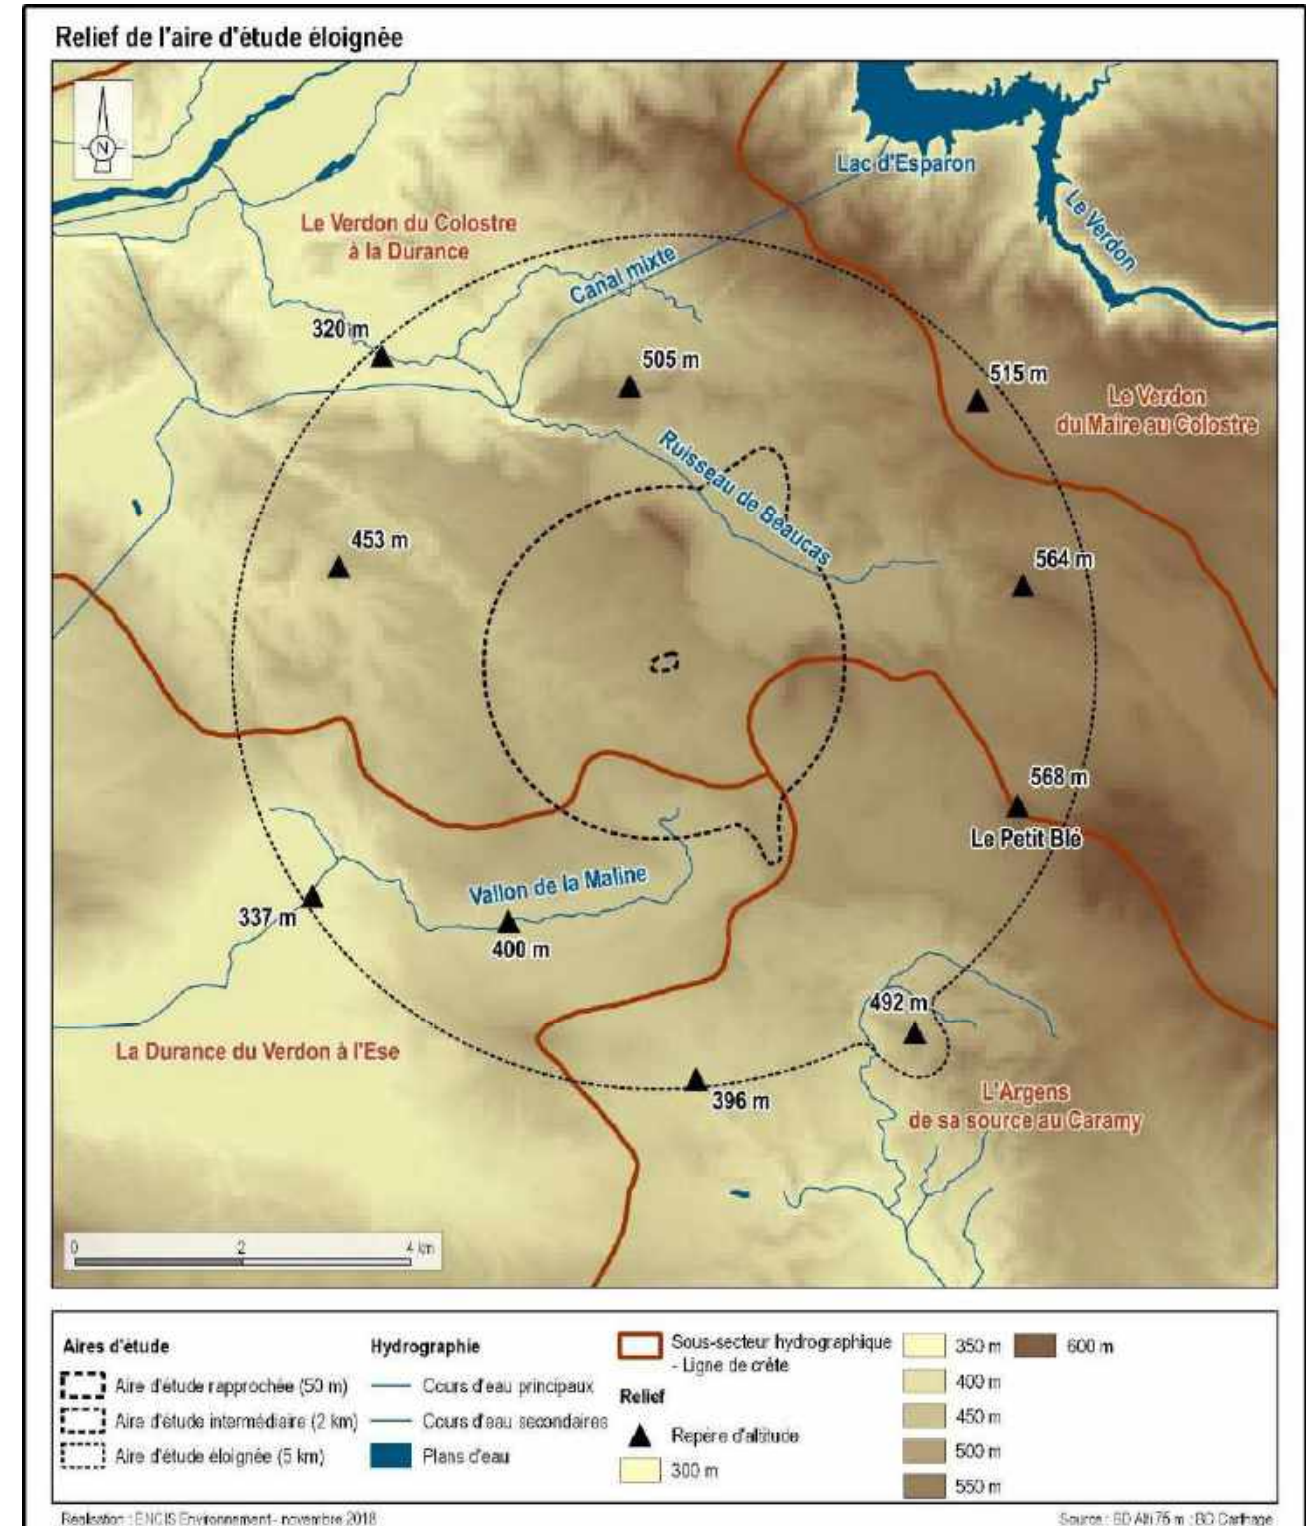 Relief de l'aire d'étude éloignée
N
Lac d'Esparon
Le Verdon
Le Verdon du Colostre
à la Durance
Canal mixte
320 m
505 m
515 m
Le Verdon
du Maire au Colostre
Ruisseau de Beaucas
453 m
564 m
568 m
Le Petit Blé
Vallon de la Maline
337 m
400 m
492 m
La Durance du Verdon à l'Ese
396 m
L'Argens
de sa source au Caramy
0 2 4 km
Aires d'étude
Aire d'étude rapprochée (50 m)
Aire d'étude intermédiaire (2 km)
Aire d'étude éloignée (5 km)
Hydrographie
Cours d'eau principaux
Cours d'eau secondaires
Plans d'eau
Sous-secteur hydrographique
- Ligne de crête
Relief
Repère d'altitude
300 m
350 m
400 m
450 m
500 m
550 m
600 m
Réalisation : ENCIS Environnement - novembre 2018
Source : BD Alti 75 m ; BD Carthage